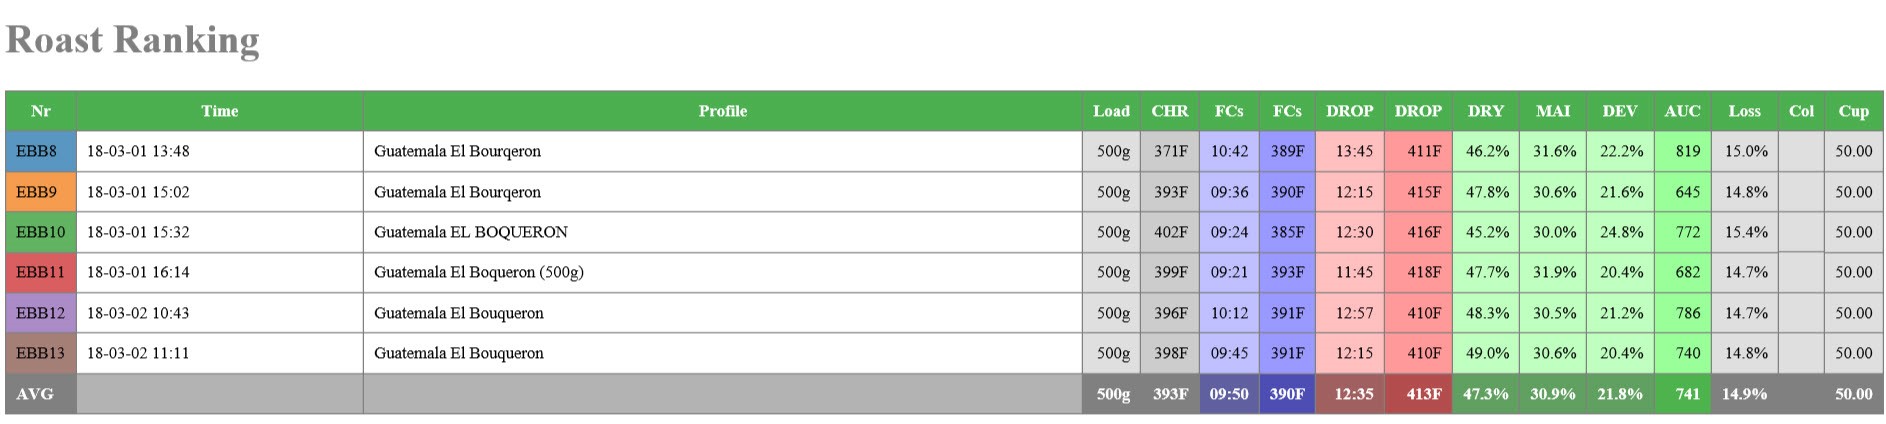 Roast Ranking
Nr Time Profile Load CHR FCs FCs DROP DROP DRY MAI DEV AUC Loss Col Cup
EBB8 18-03-01 13:48 Guatemala El Bourqeron 500g 371F 10:42 389F 13:45 411F 46.2% 31.6% 22.2% 819 15.0% 50.00
EBB9 18-03-01 15:02 Guatemala El Bourqeron 500g 393F 09:36 390F 12:15 415F 47.8% 30.6% 21.6% 645 14.8% 50.00
EBB10 18-03-01 15:32 Guatemala EL BOQUERON 500g 402F 09:24 385F 12:30 416F 45.2% 30.0% 24.8% 772 15.4% 50.00
EBB11 18-03-01 16:14 Guatemala El Boqueron (500g) 500g 399F 09:21 393F 11:45 418F 47.7% 31.9% 20.4% 682 14.7% 50.00
EBB12 18-03-02 10:43 Guatemala El Bouqueron 500g 396F 10:12 391F 12:57 410F 48.3% 30.5% 21.2% 786 14.7% 50.00
EBB13 18-03-02 11:11 Guatemala El Bouqueron 500g 398F 09:45 391F 12:15 410F 49.0% 30.6% 20.4% 740 14.8% 50.00
AVG 500g 393F 09:50 390F 12:35 413F 47.3% 30.9% 21.8% 741 14.9% 50.00